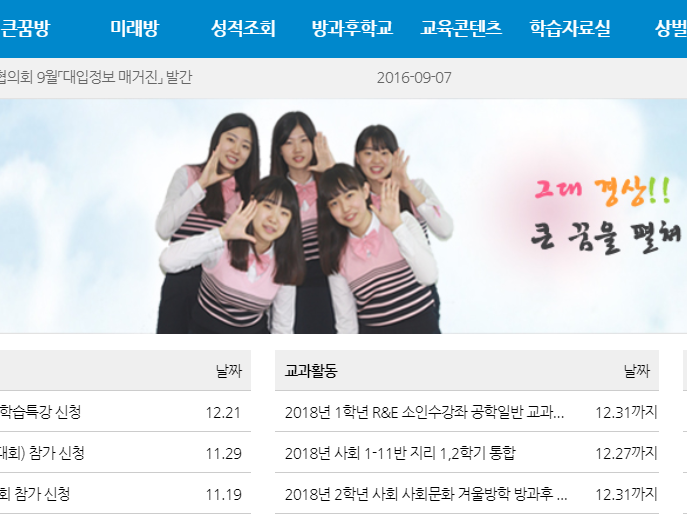 큰꿈방 미래방 성적조회 방과후학교 교육콘텐츠 학습자료실 상벌
협의회 9월「대입정보 매거진」 발간 2016-09-07
그대 경상!!
큰 꿈을 펼쳐
날짜 교과활동 날짜
학습특강 신청 12.21 2018년 1학년 R&E 소인수강좌 공학일반 교과... 12.31까지
대회) 참가 신청 11.29 2018년 사회 1-11반 지리 1,2학기 통합 12.27까지
회 참가 신청 11.19 2018년 2학년 사회 사회문화 겨울방학 방과후 ... 12.31까지